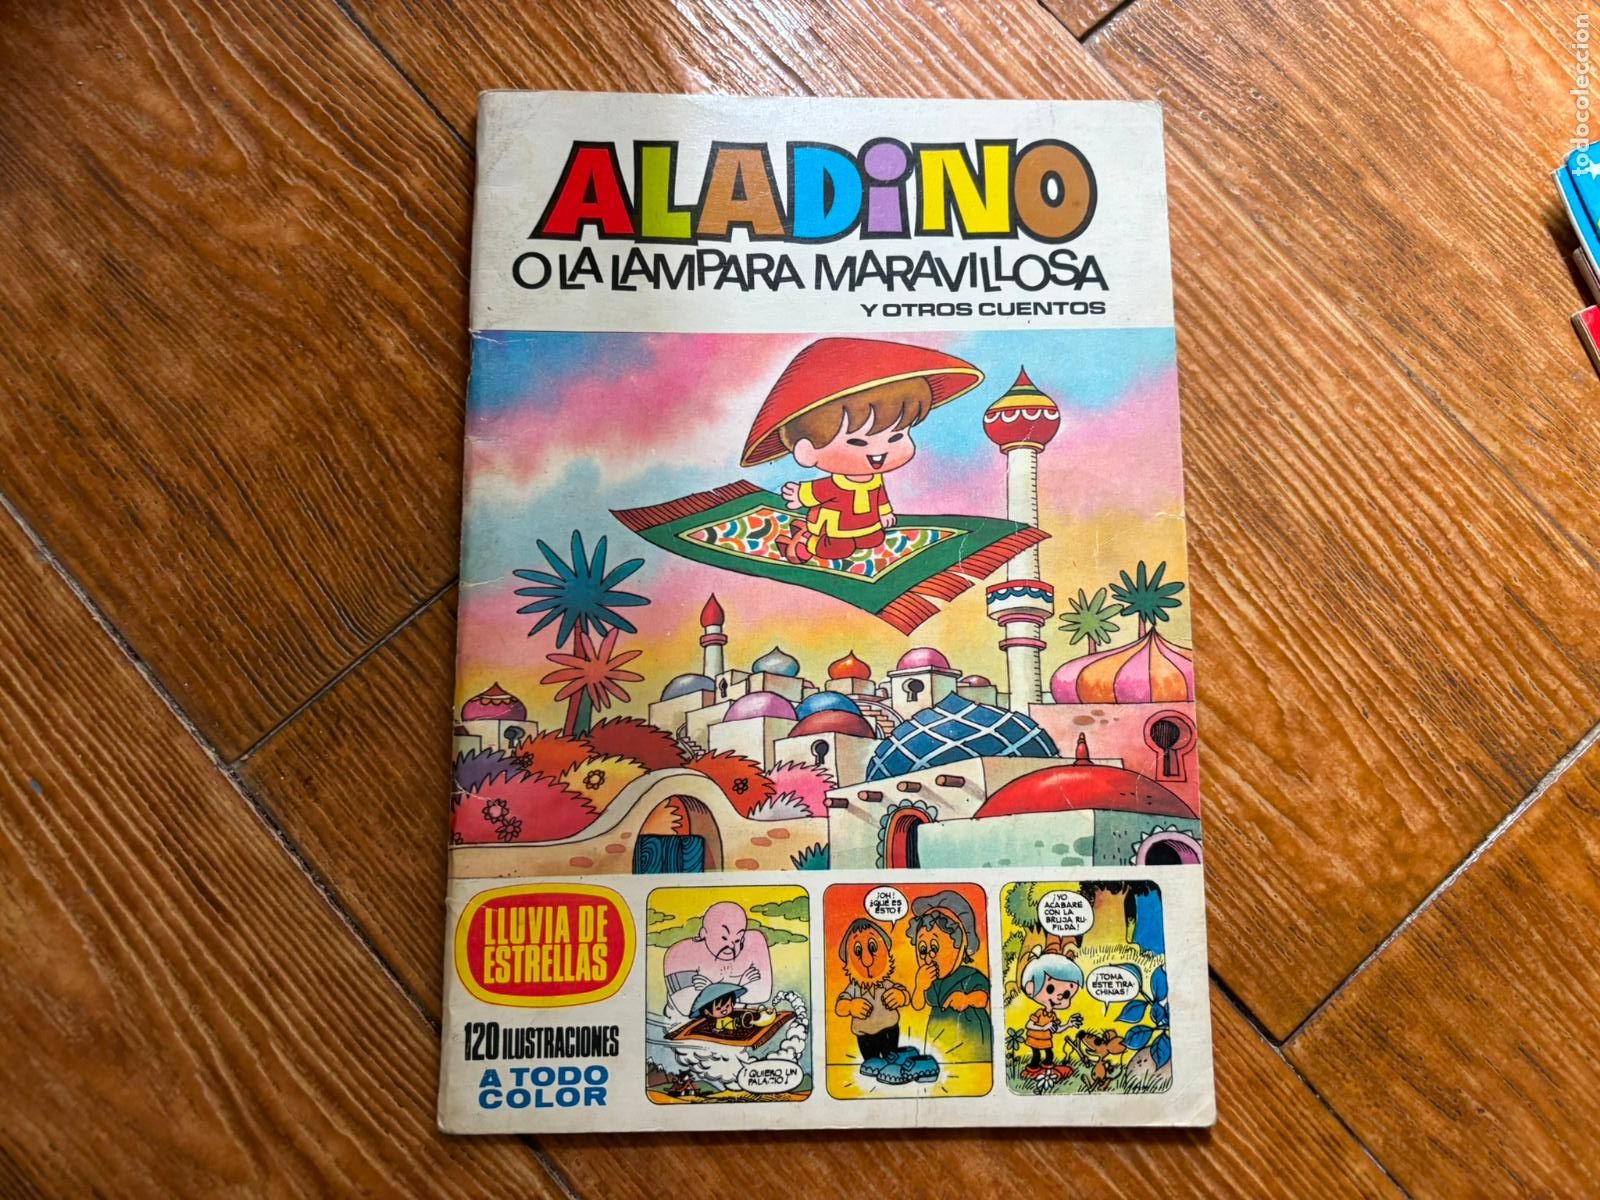 ALADiNO
O LA LAMPARA MARAVILLOSA
Y OTROS CUENTOS
LLUVIA DE
ESTRELLAS
120 ILUSTRACIONES
A TODO
COLOR
¡QUIERO UN
PALACIO!
¡OH!
¿QUÉ ES
ESTO?
¡YO
ACABARE
CON LA
BRUJA RU-
FILDA!
¡TOMA
ESTE TIRA-
CHINAS!
todocoleccion